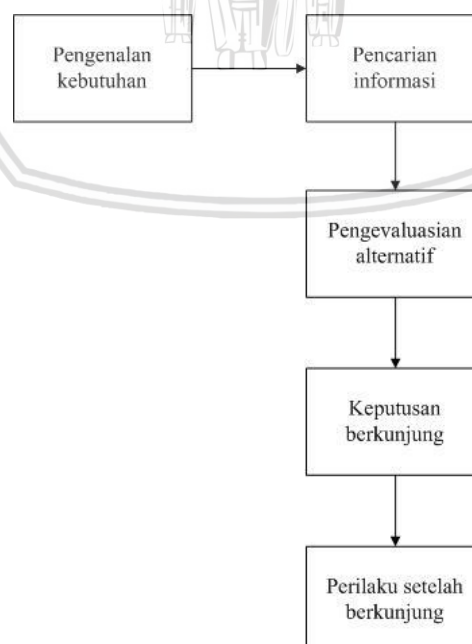 Pengenalan
kebutuhan
Pencarian
informasi
Pengevaluasian
alternatif
Keputusan
berkunjung
Perilaku setelah
berkunjung